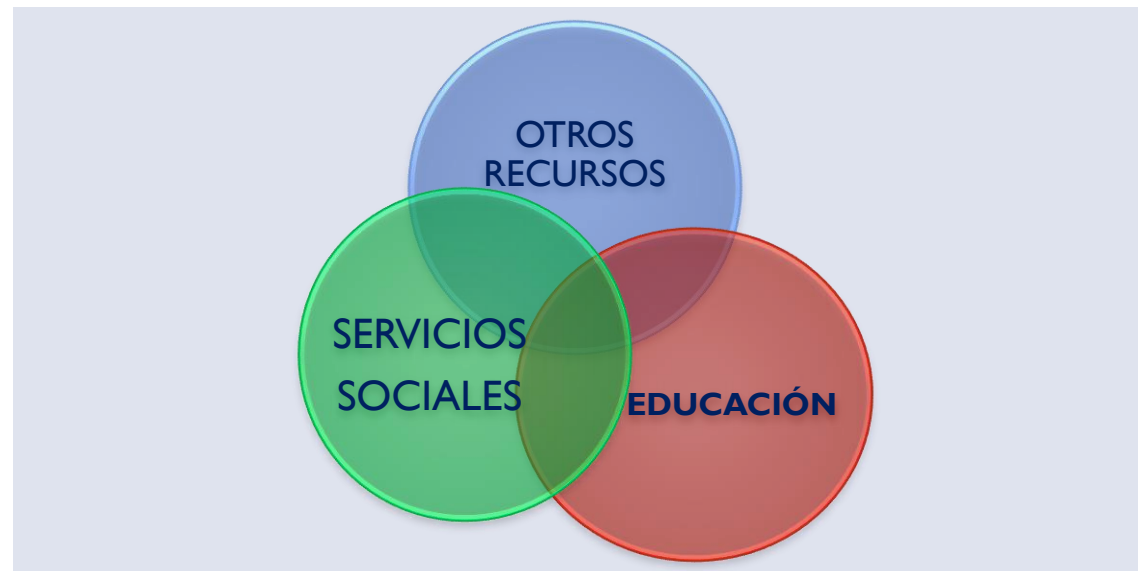 OTROS
RECURSOS
SERVICIOS
SOCIALES
EDUCACIÓN